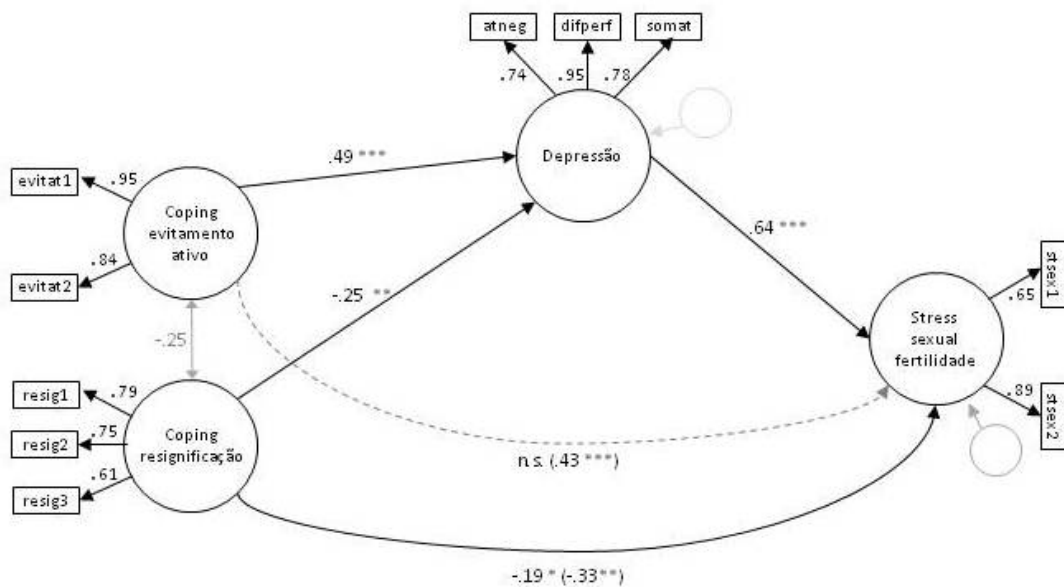 atneg
difperf
somat
.74
.95
.78
Depressão
.49 ***
evitat1
.95
Coping
evitamento
ativo
evitat2
.84
.64 ***
-.25 **
-.25
stsex1
.65
Stress
sexual
fertilidade
.89
stsex2
resig1
.79
resig2
.75
Coping
resignificação
resig3
.61
n.s. (.43 ***)
-.19 * (-.33**)